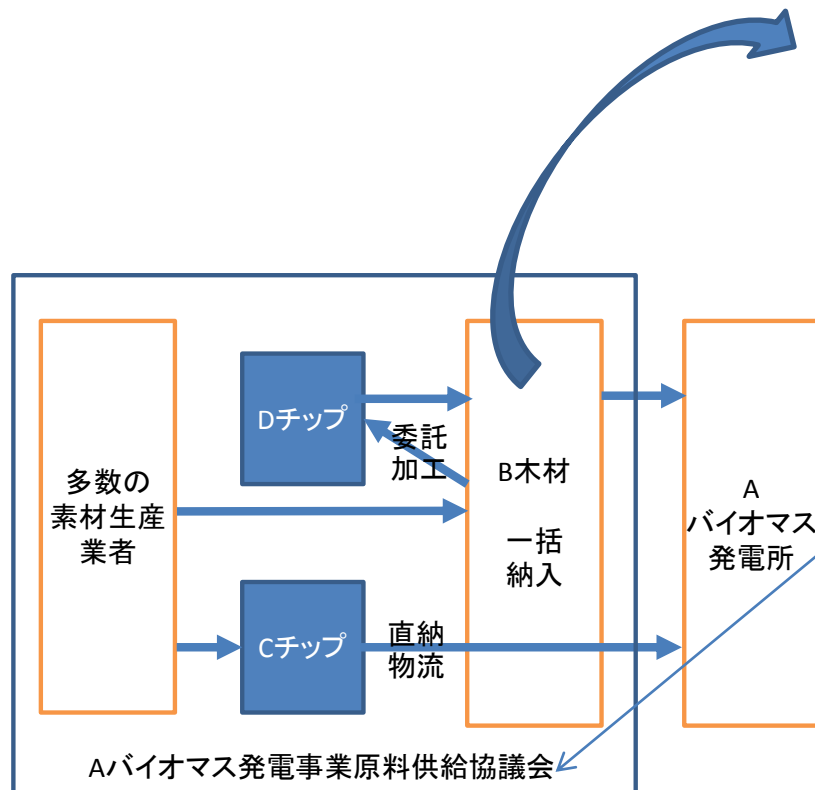 Dチップ
委託
加工
多数の
素材生産
業者
B木材
一括
納入
A
バイオマス
発電所
Cチップ
直納
物流
Aバイオマス発電事業原料供給協議会